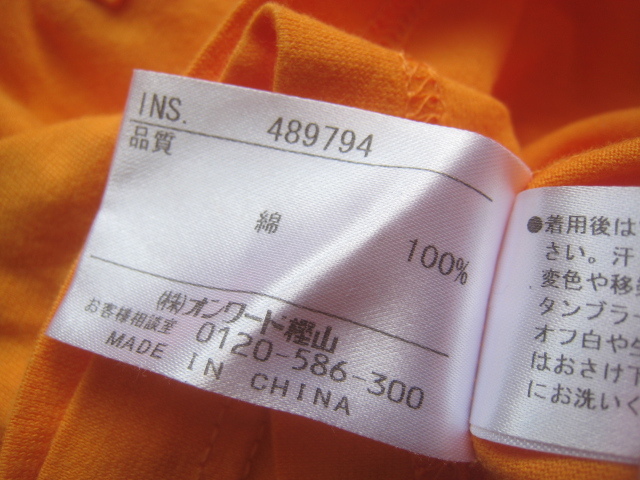 INS. 489794
品質
綿 100%
(株)オンワード樫山
お客様相談室 0120-586-300
MADE IN CHINA
●着用後は
さい。汗
変色や移
タンブラー
オフ白や
はおさけ下
にお洗いく